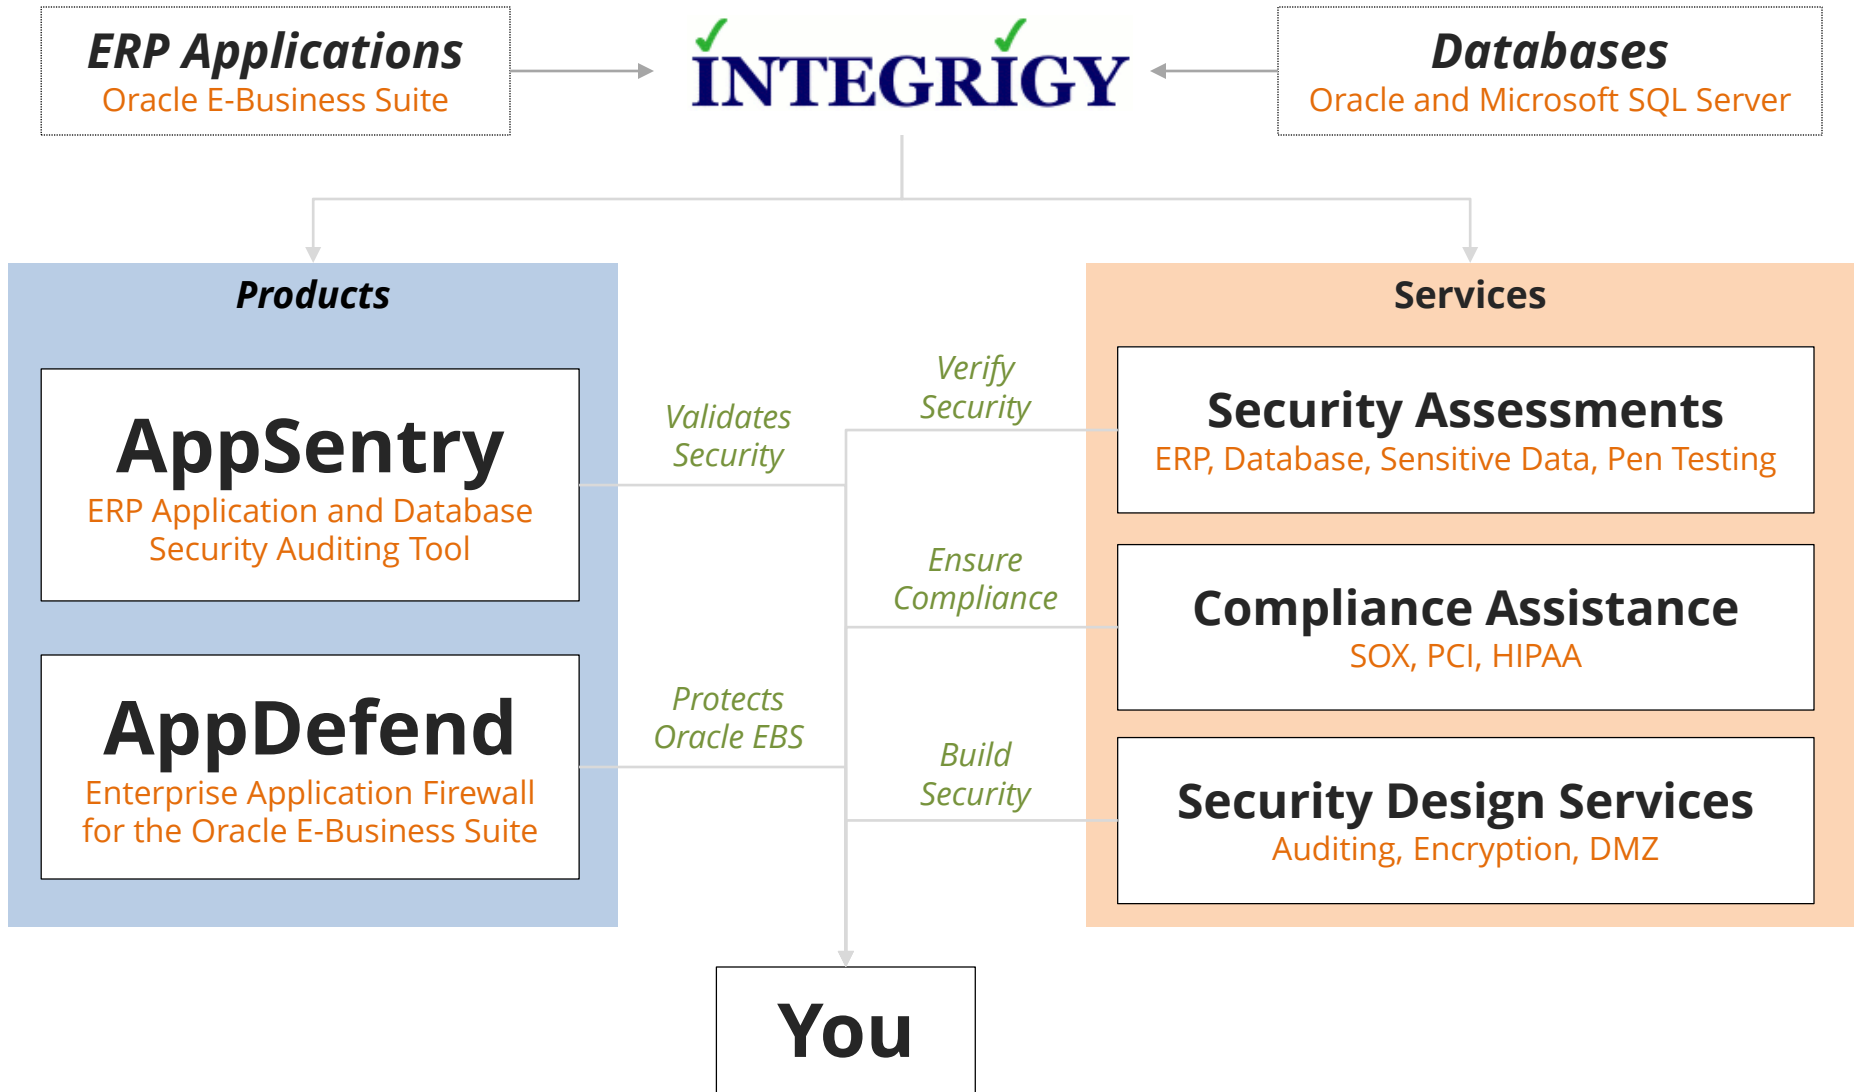 ERP Applications
Oracle E-Business Suite
INTEGRIGY
Databases
Oracle and Microsoft SQL Server
Products
AppSentry
ERP Application and Database
Security Auditing Tool
AppDefend
Enterprise Application Firewall
for the Oracle E-Business Suite
Validates
Security
Protects
Oracle EBS
Verify
Security
Ensure
Compliance
Build
Security
Services
Security Assessments
ERP, Database, Sensitive Data, Pen Testing
Compliance Assistance
SOX, PCI, HIPAA
Security Design Services
Auditing, Encryption, DMZ
You